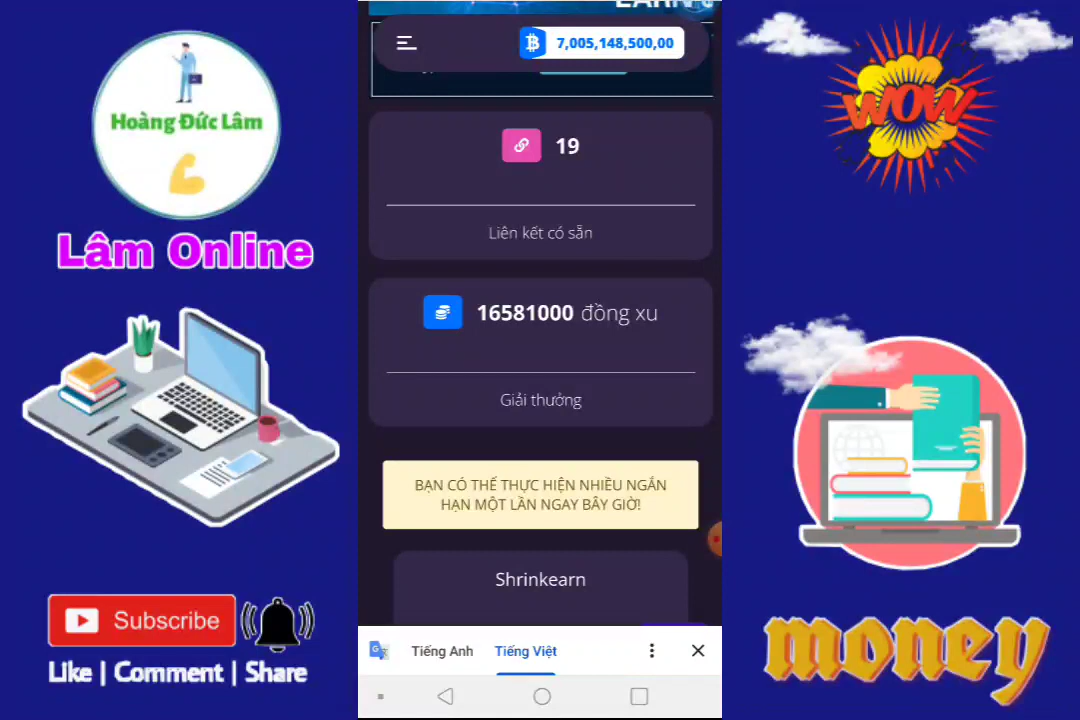 Hoàng Đức Lâm
Lâm Online
Subscribe
Like | Comment | Share
7,005,148,500,00
19
Liên kết có sẵn
16581000 đồng xu
Giải thưởng
BẠN CÓ THỂ THỰC HIỆN NHIỀU NGẮN
HẠN MỘT LẦN NGAY BÂY GIỜ!
Shrinkearn
Tiếng Anh
Tiếng Việt
WOW
money